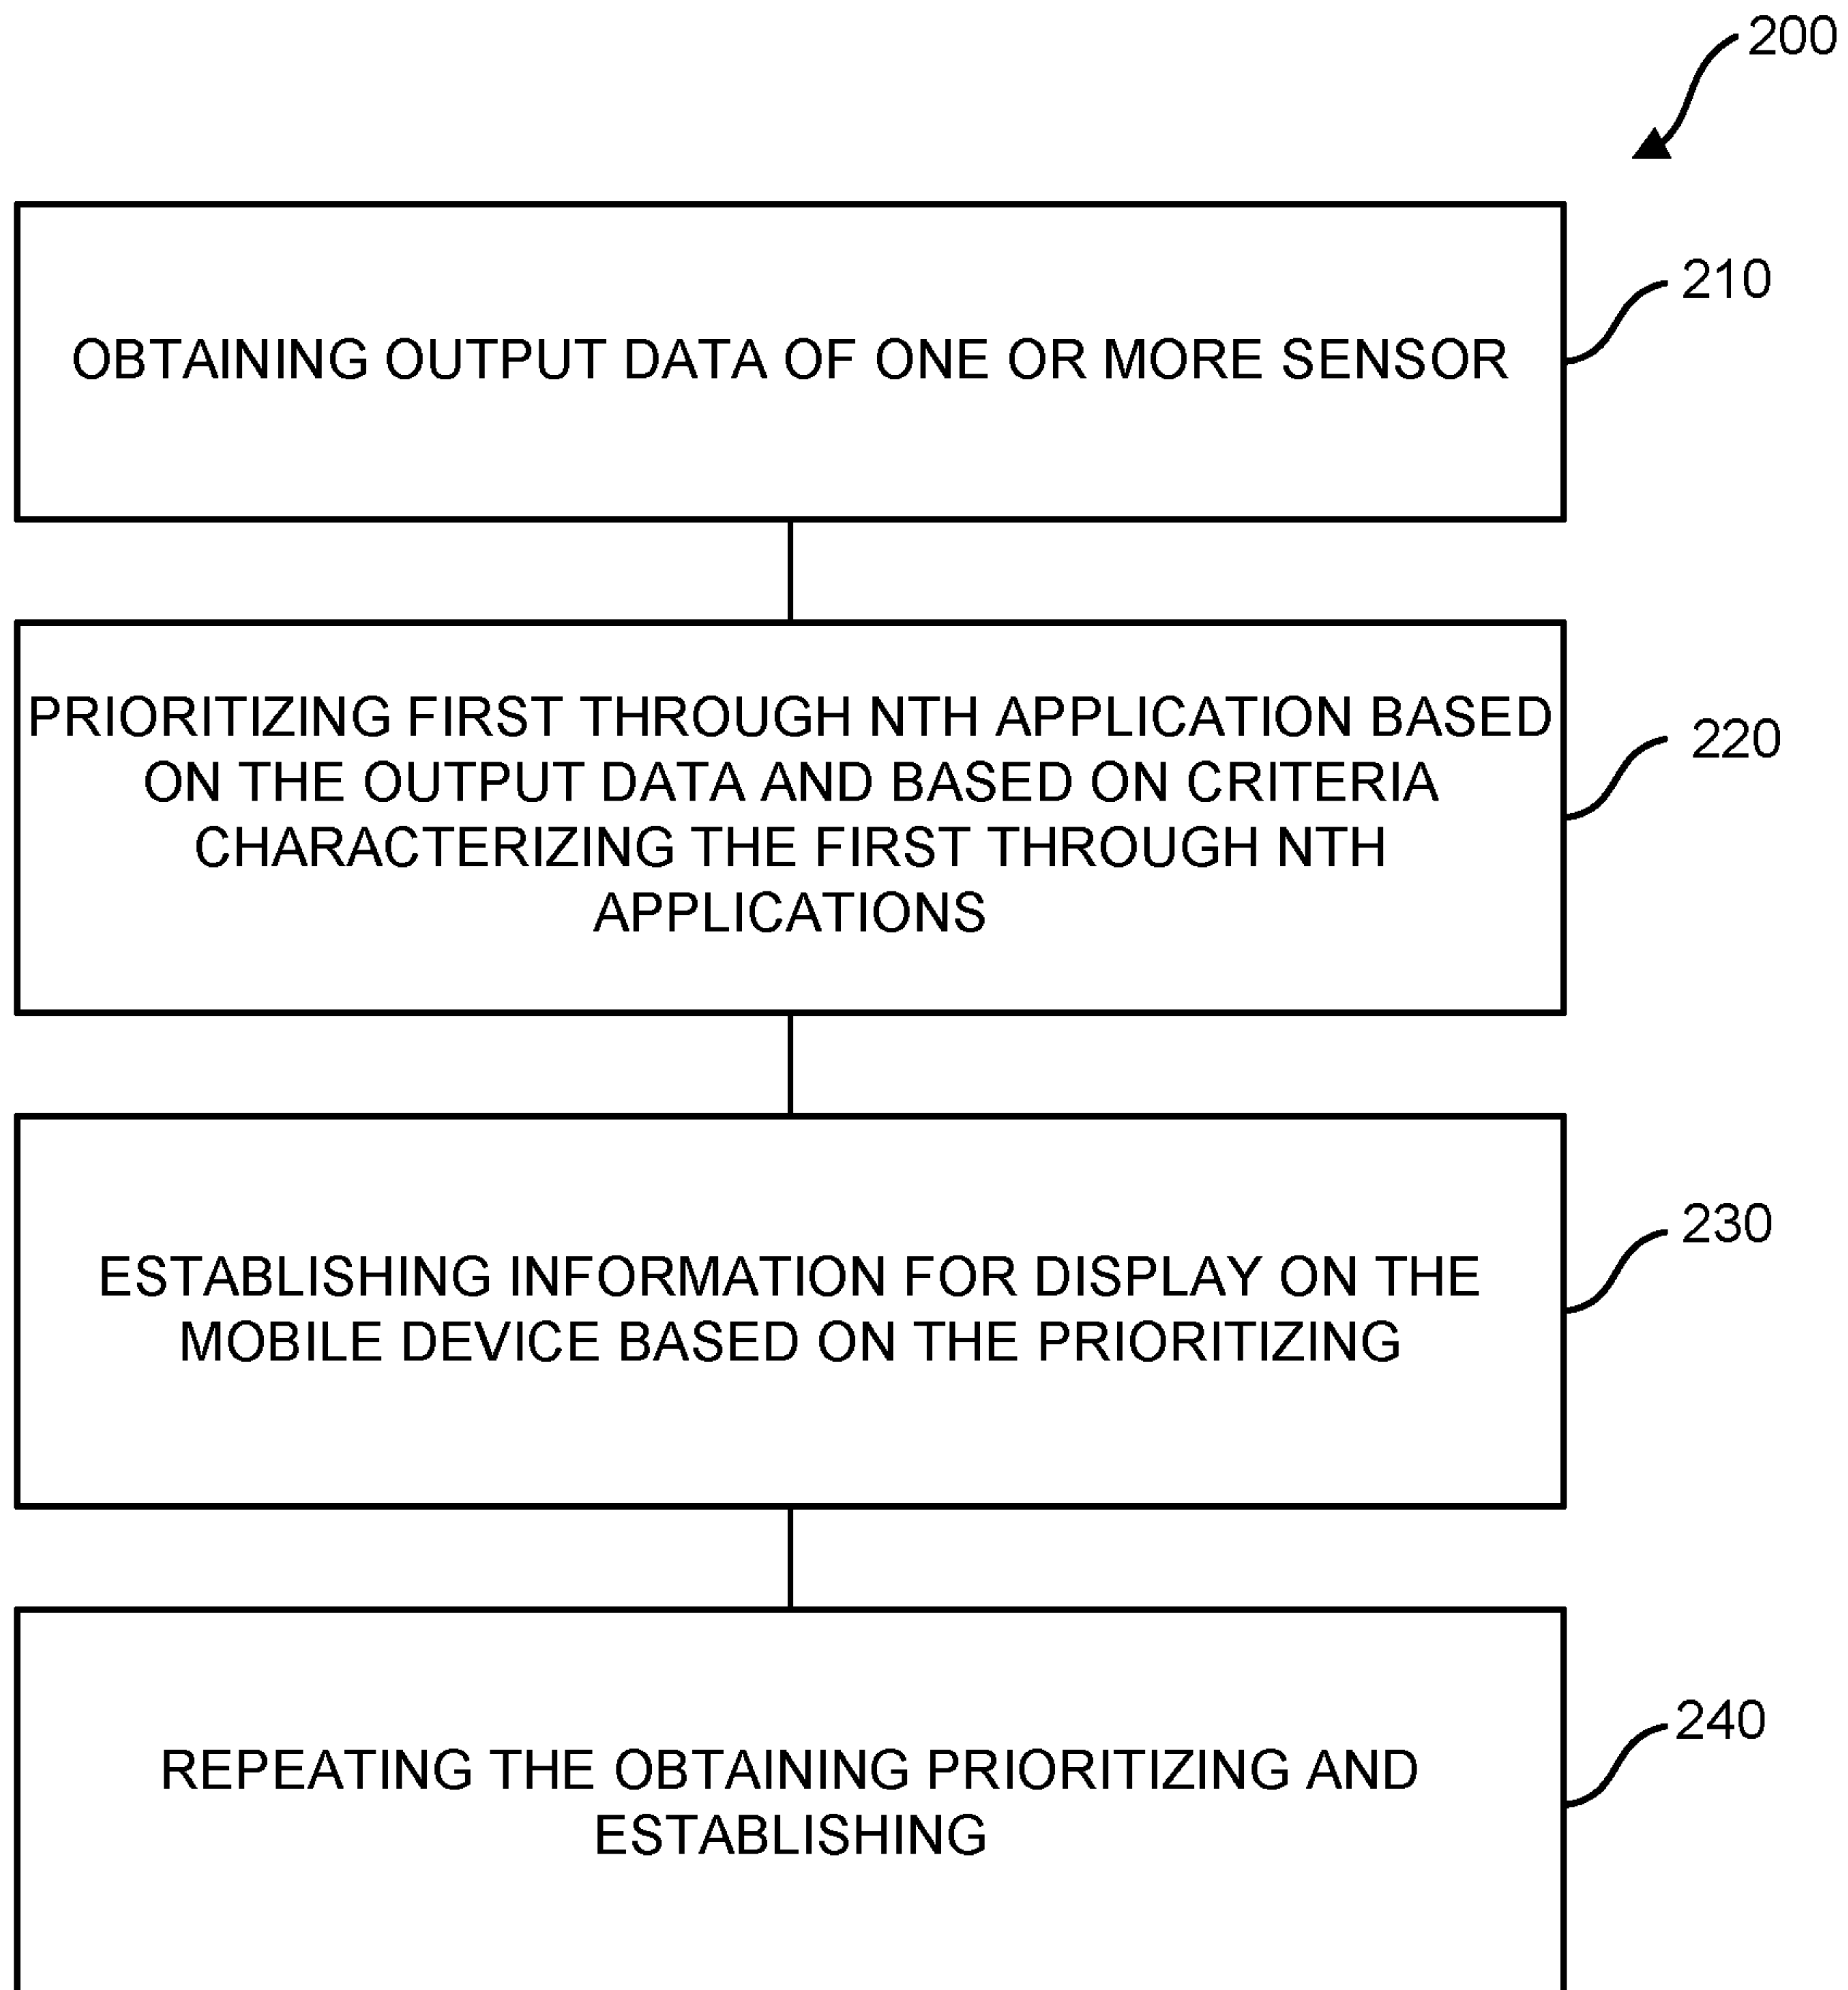 200
210
OBTAINING OUTPUT DATA OF ONE OR MORE SENSOR
PRIORITIZING FIRST THROUGH NTH APPLICATION BASED
ON THE OUTPUT DATA AND BASED ON CRITERIA
CHARACTERIZING THE FIRST THROUGH NTH
APPLICATIONS
220
230
ESTABLISHING INFORMATION FOR DISPLAY ON THE
MOBILE DEVICE BASED ON THE PRIORITIZING
240
REPEATING THE OBTAINING PRIORITIZING AND
ESTABLISHING